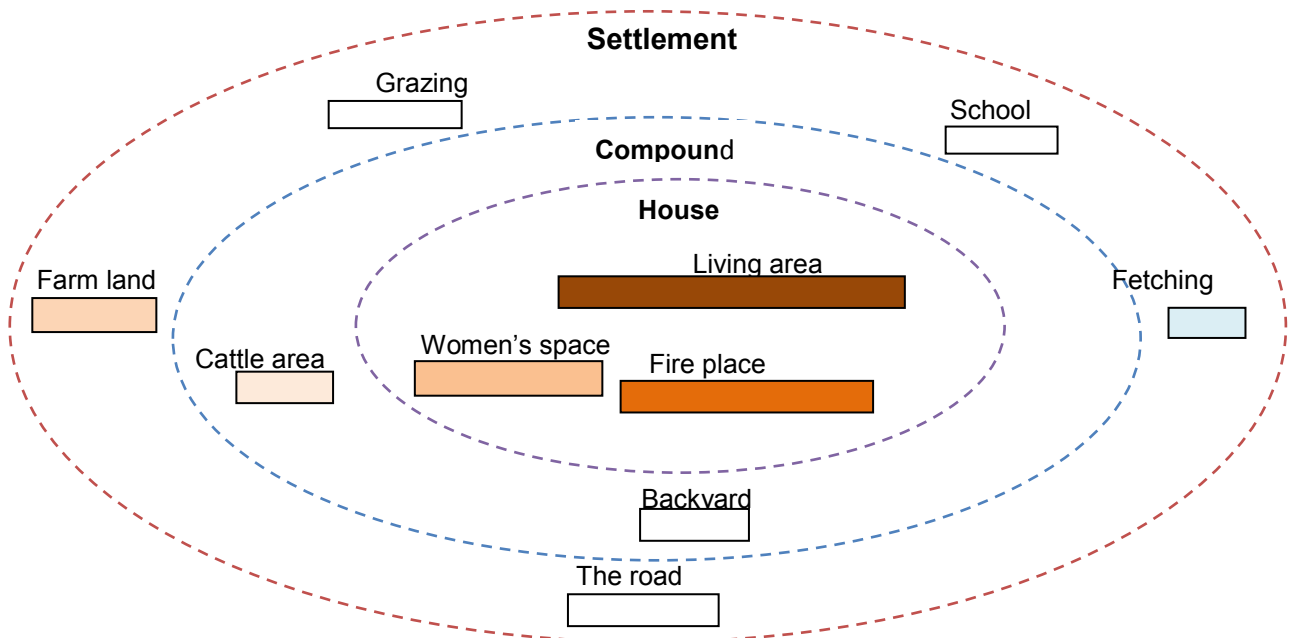 Settlement
Grazing
School
Compound
House
Living area
Farm land
Fetching
Women's space
Cattle area
Fire place
Backyard
The road